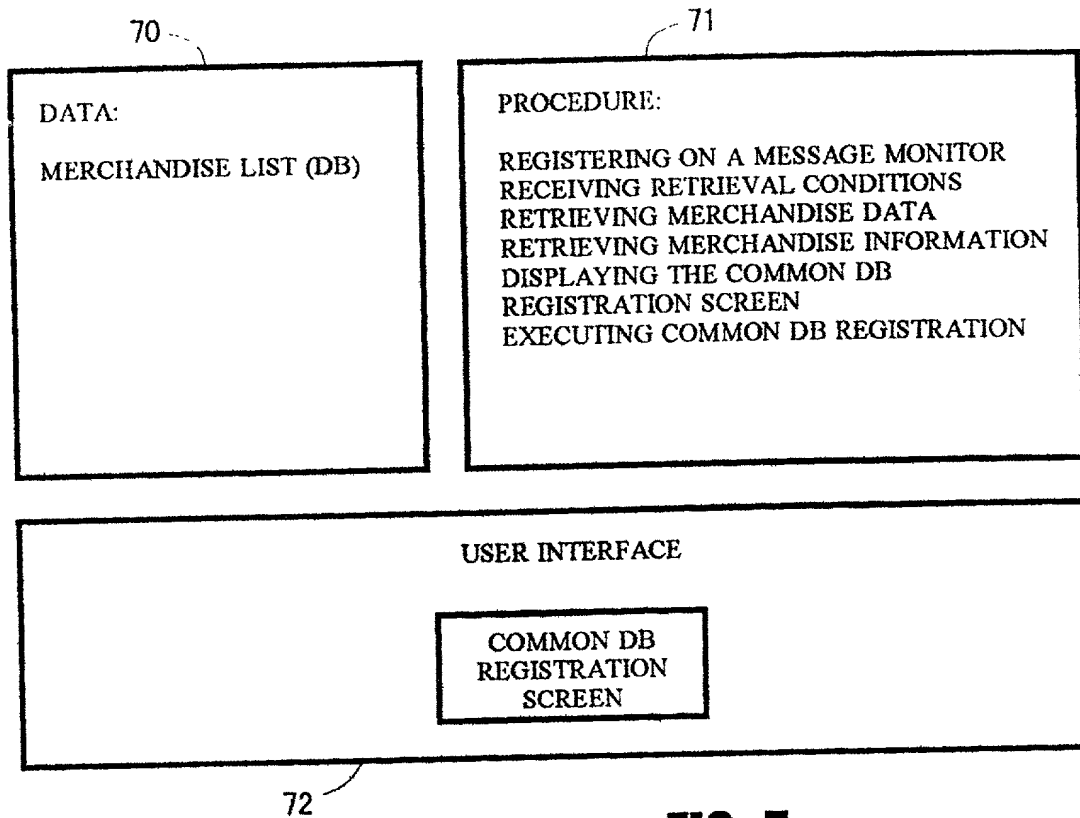 70
71
DATA:
MERCHANDISE LIST (DB)
PROCEDURE:
REGISTERING ON A MESSAGE MONITOR
RECEIVING RETRIEVAL CONDITIONS
RETRIEVING MERCHANDISE DATA
RETRIEVING MERCHANDISE INFORMATION
DISPLAYING THE COMMON DB
REGISTRATION SCREEN
EXECUTING COMMON DB REGISTRATION
USER INTERFACE
COMMON DB
REGISTRATION
SCREEN
72